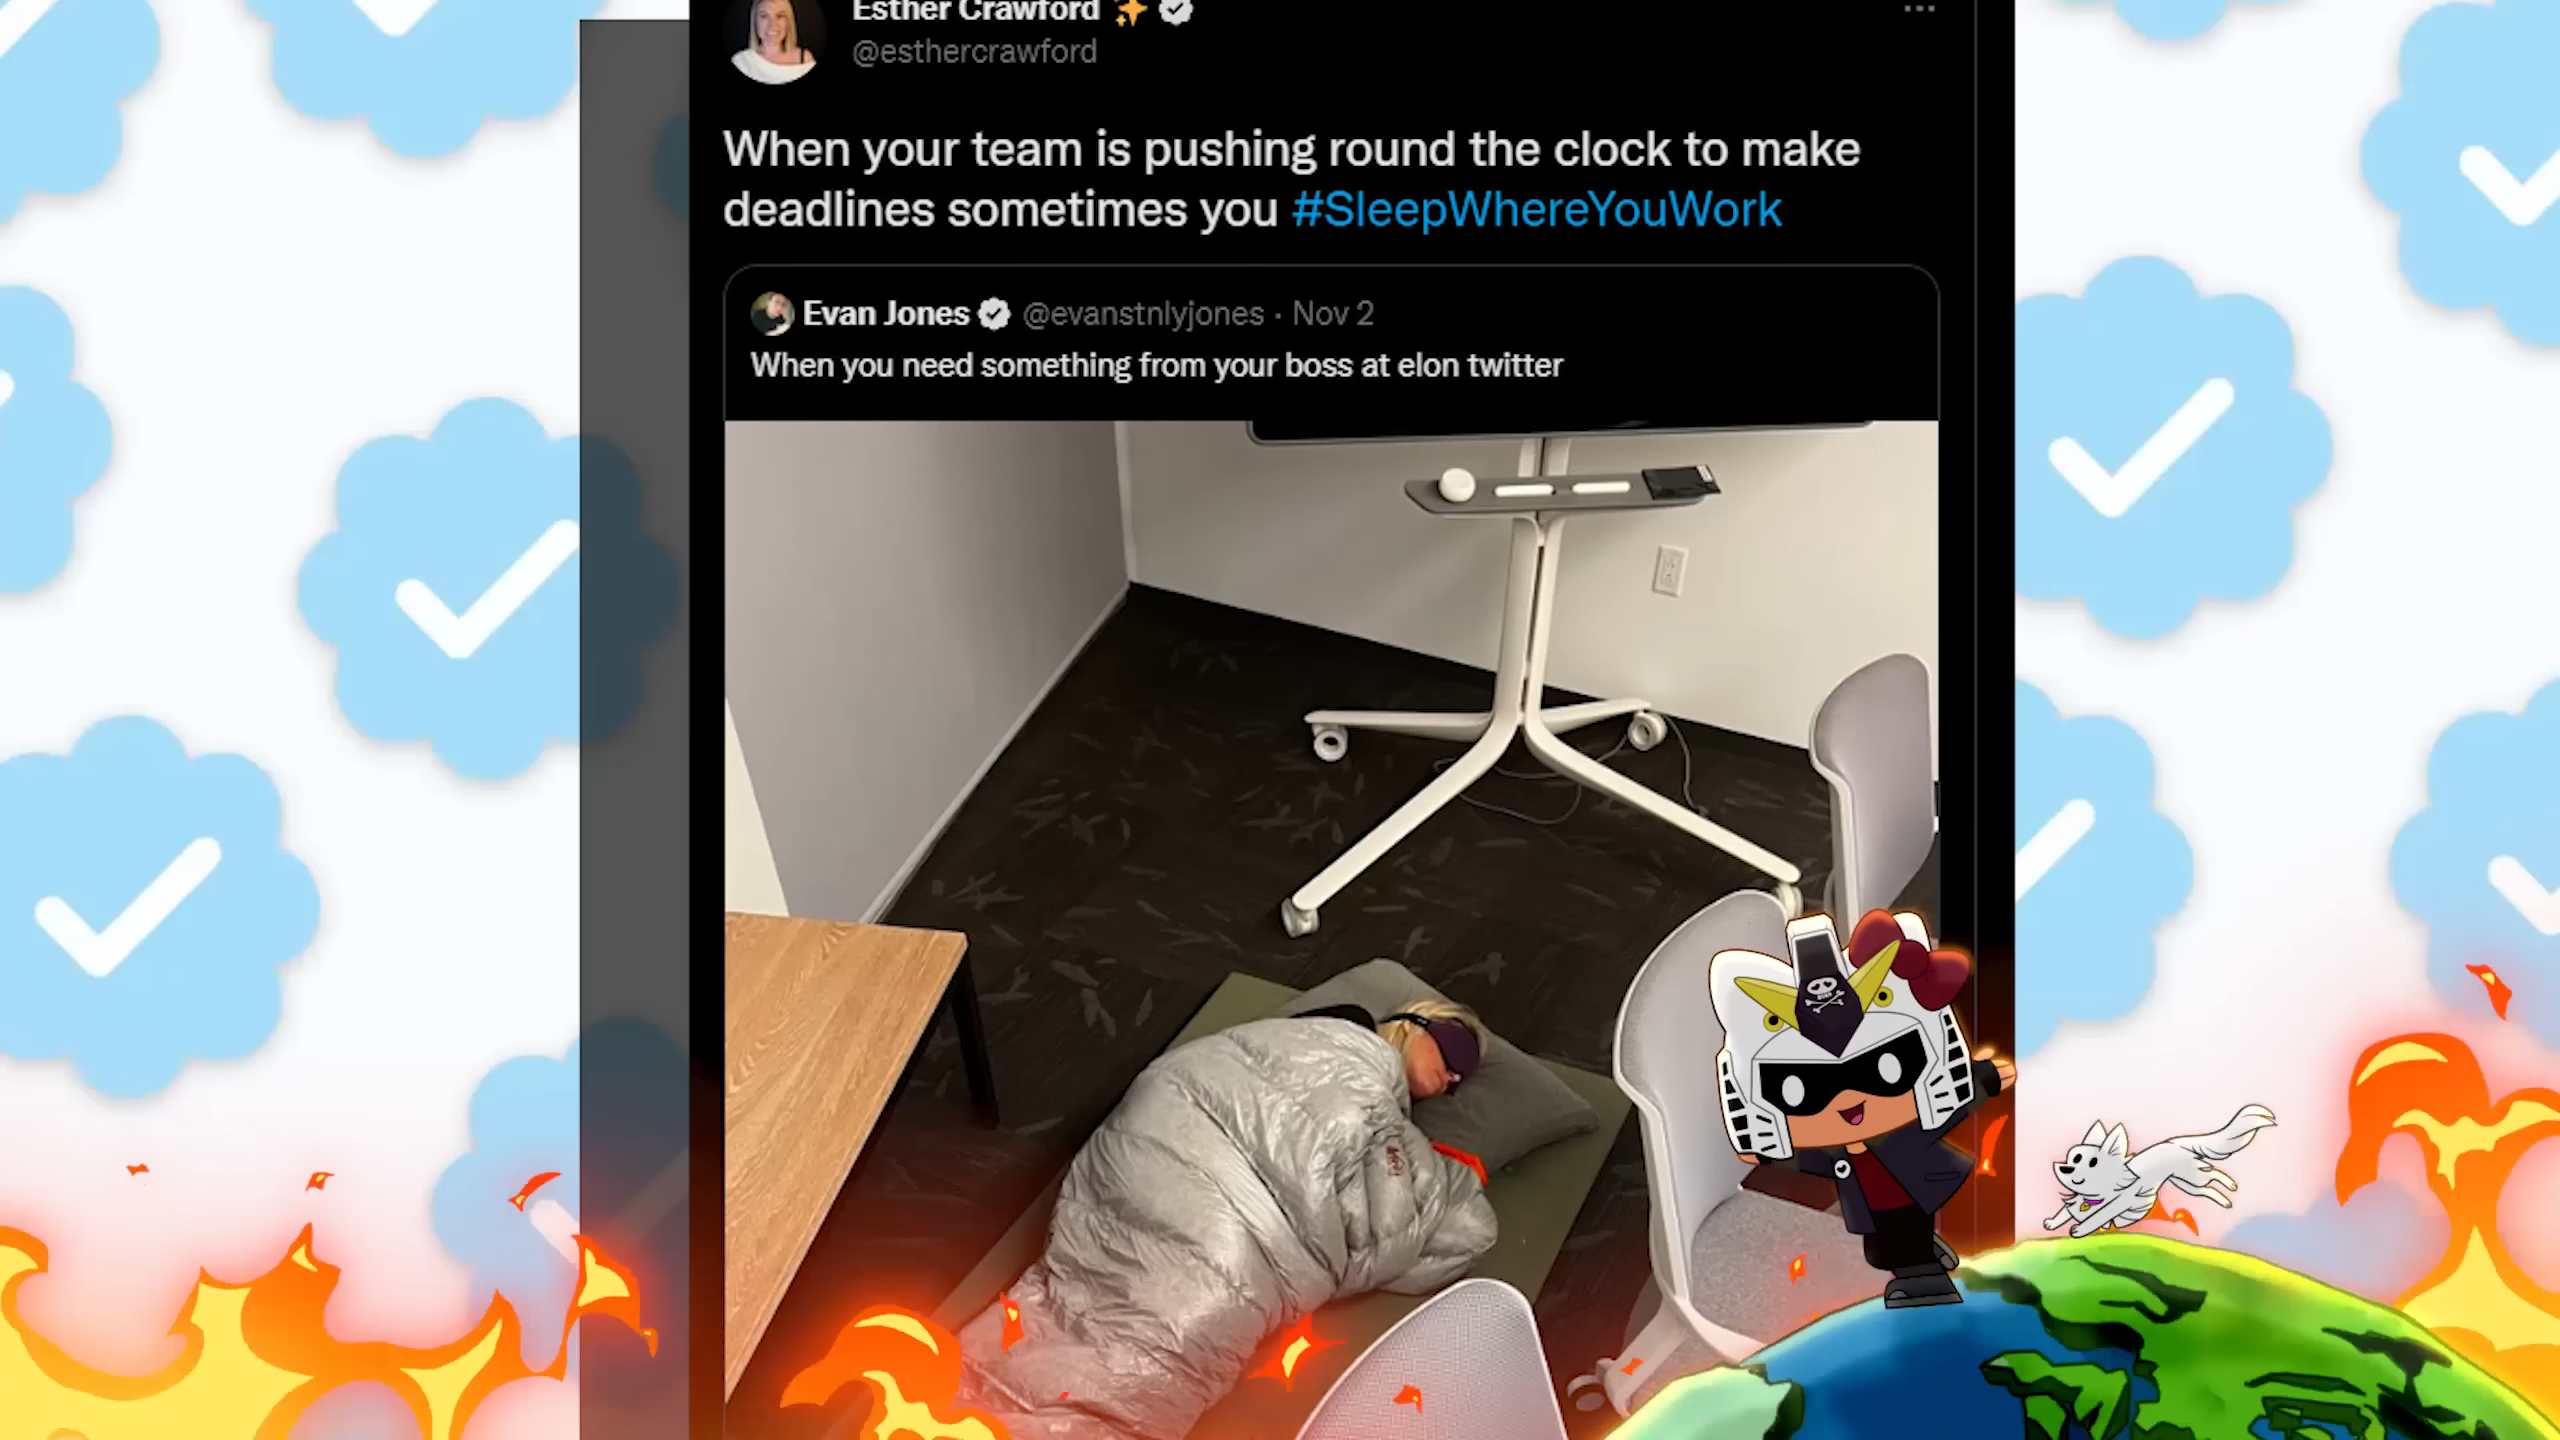 Esther Crawford
@esthercrawford
When your team is pushing round the clock to make
deadlines sometimes you #SleepWhereYouWork
Evan Jones @evanstnlyjones · Nov 2
When you need something from your boss at elon twitter